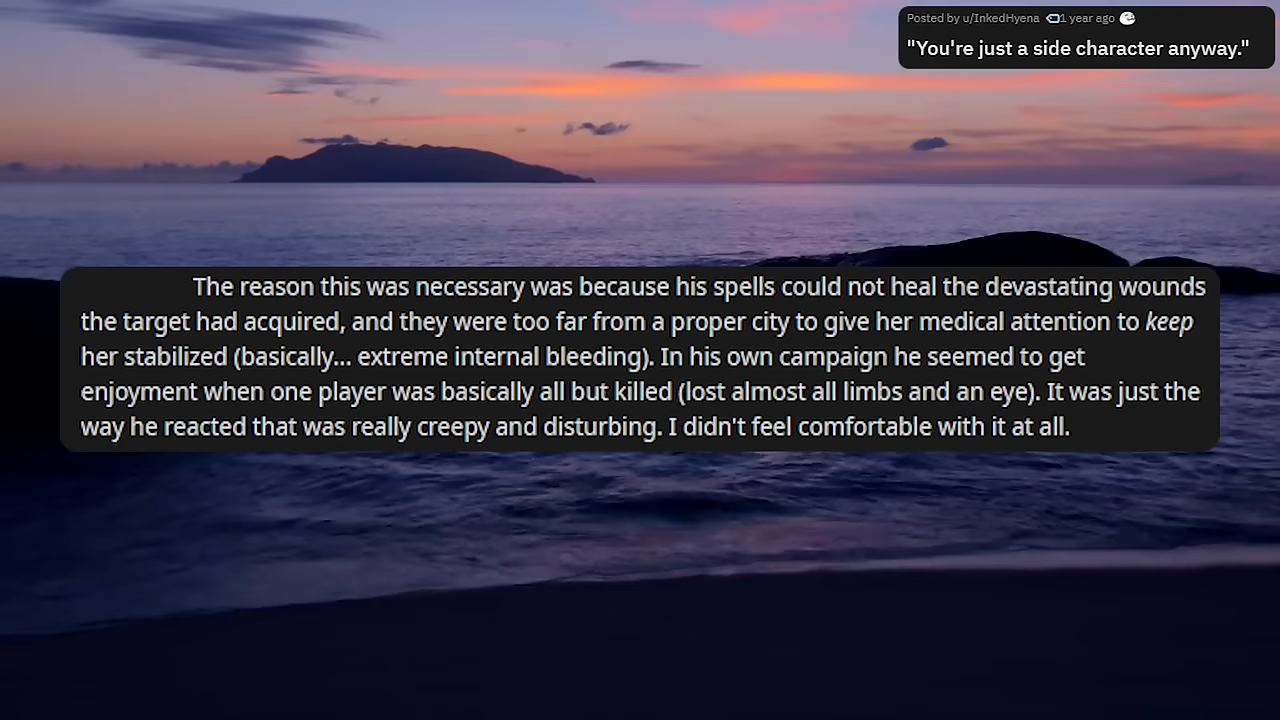 Posted by u/InkedHyena 1 year ago
"You're just a side character anyway."
The reason this was necessary was because his spells could not heal the devastating wounds
the target had acquired, and they were too far from a proper city to give her medical attention to keep
her stabilized (basically... extreme internal bleeding). In his own campaign he seemed to get
enjoyment when one player was basically all but killed (lost almost all limbs and an eye). It was just the
way he reacted that was really creepy and disturbing. I didn't feel comfortable with it at all.